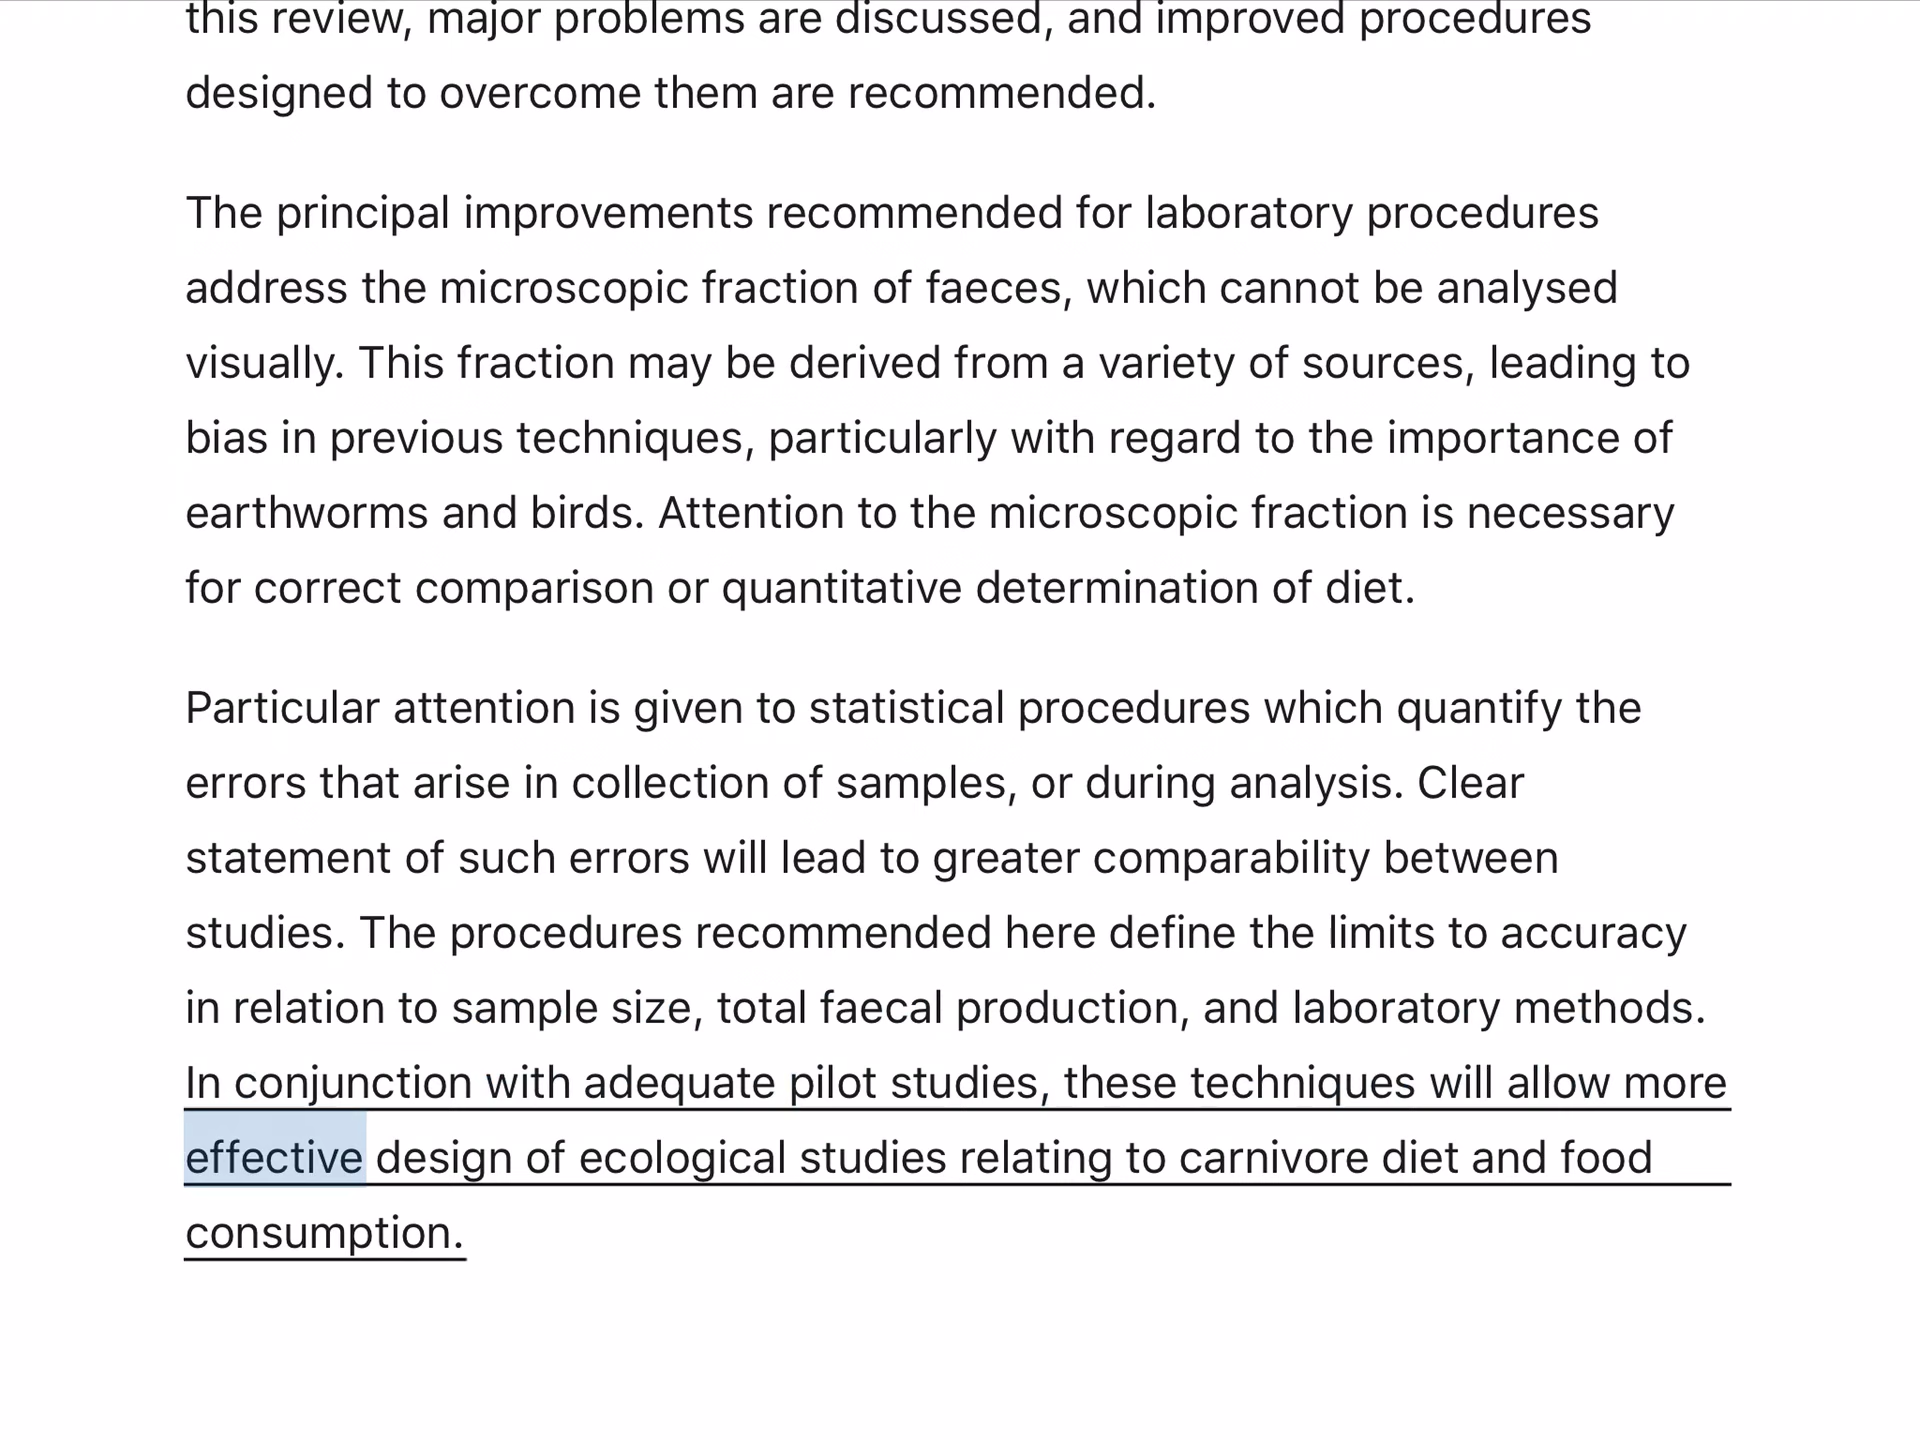 this review, major problems are discussed, and improved procedures
designed to overcome them are recommended.
The principal improvements recommended for laboratory procedures
address the microscopic fraction of faeces, which cannot be analysed
visually. This fraction may be derived from a variety of sources, leading to
bias in previous techniques, particularly with regard to the importance of
earthworms and birds. Attention to the microscopic fraction is necessary
for correct comparison or quantitative determination of diet.
Particular attention is given to statistical procedures which quantify the
errors that arise in collection of samples, or during analysis. Clear
statement of such errors will lead to greater comparability between
studies. The procedures recommended here define the limits to accuracy
in relation to sample size, total faecal production, and laboratory methods.
In conjunction with adequate pilot studies, these techniques will allow more
effective design of ecological studies relating to carnivore diet and food
consumption.